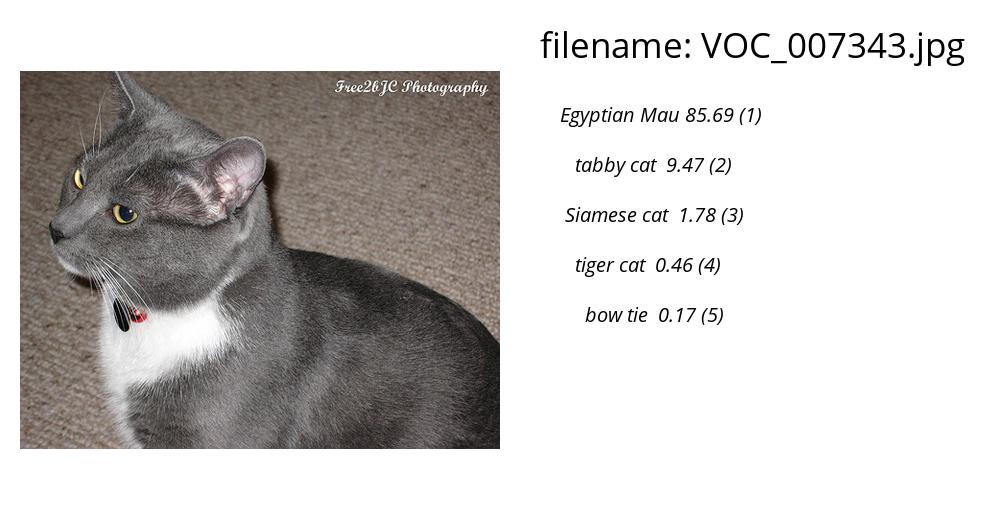 filename: VOC_007343.jpg
Free2bJC Photography
Egyptian Mau 85.69 (1)
tabby cat 9.47 (2)
Siamese cat 1.78 (3)
tiger cat 0.46 (4)
bow tie 0.17 (5)